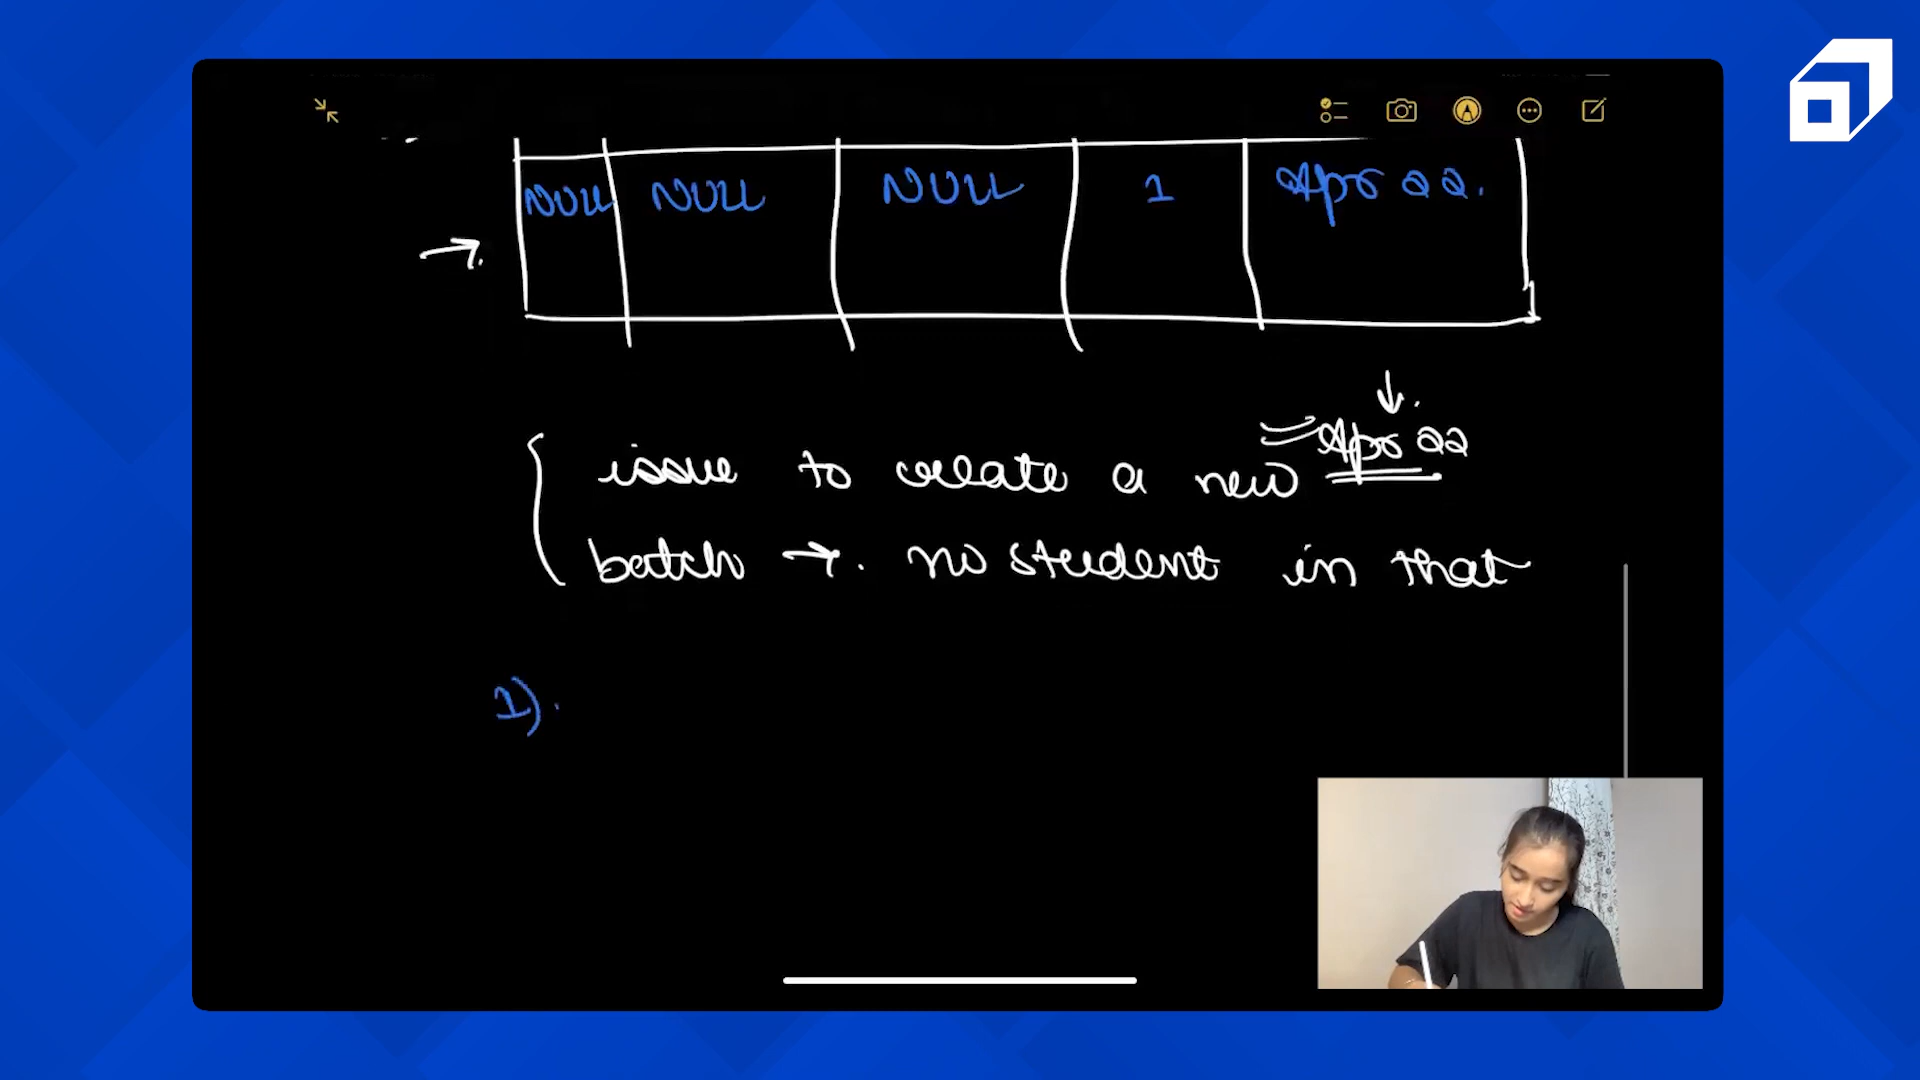 NULL NULL NULL 1 Apr 22.
Apr 22
issue to create a new
batch →. no student in that
1).